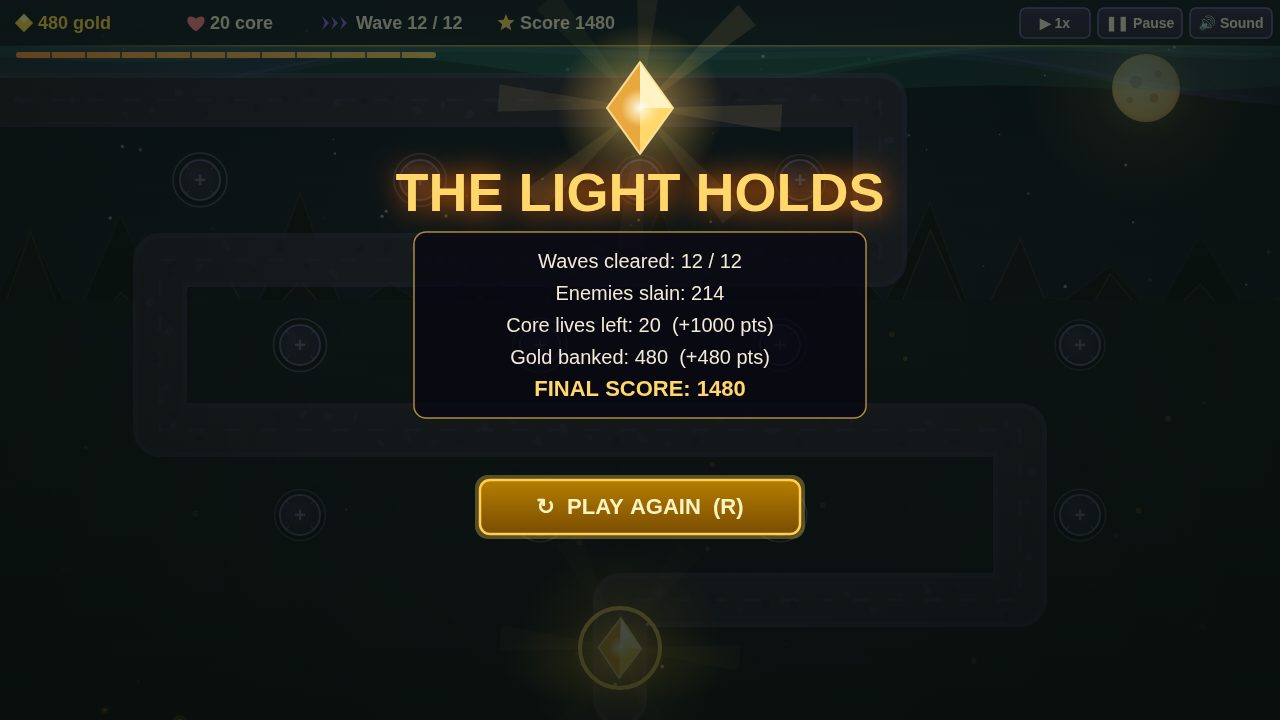 480 gold
20 core
Wave 12 / 12
Score 1480
▶ 1x
❚❚ Pause
🔊 Sound
THE LIGHT HOLDS
Waves cleared: 12 / 12
Enemies slain: 214
Core lives left: 20 (+1000 pts)
Gold banked: 480 (+480 pts)
FINAL SCORE: 1480
↻ PLAY AGAIN (R)